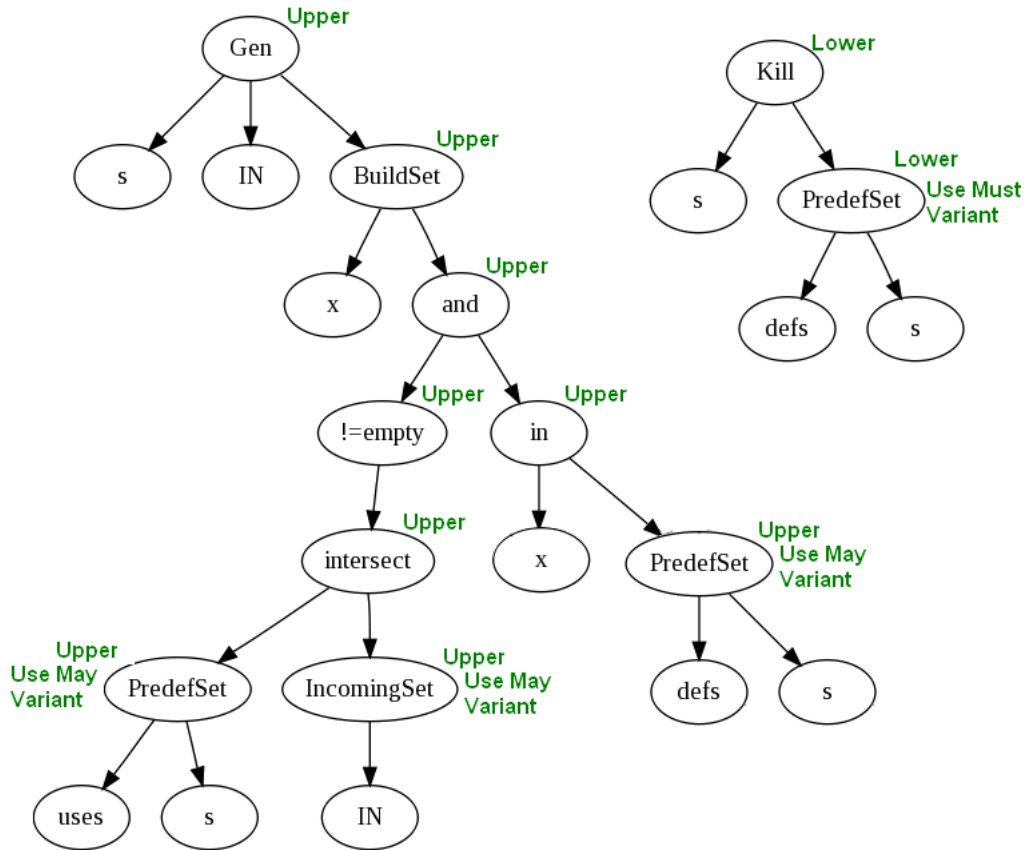 Upper
Gen
Lower
Kill
s
IN
Upper
BuildSet
s
Lower
PredefSet
Use Must
Variant
x
Upper
and
defs
s
Upper
!=empty
Upper
in
Upper
intersect
x
Upper
PredefSet
Use May
Variant
Upper
Use May
Variant
PredefSet
Upper
IncomingSet
Use May
Variant
defs
s
uses
s
IN